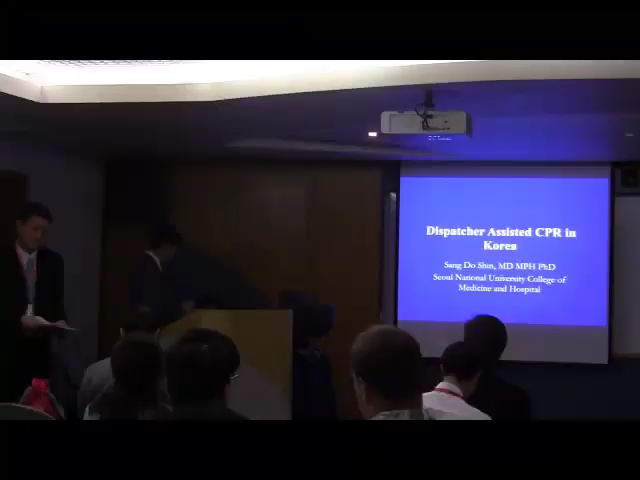 Dispatcher Assisted CPR in
Korea
Sang Do Shin, MD MPH PhD
Seoul National University College of
Medicine and Hospital